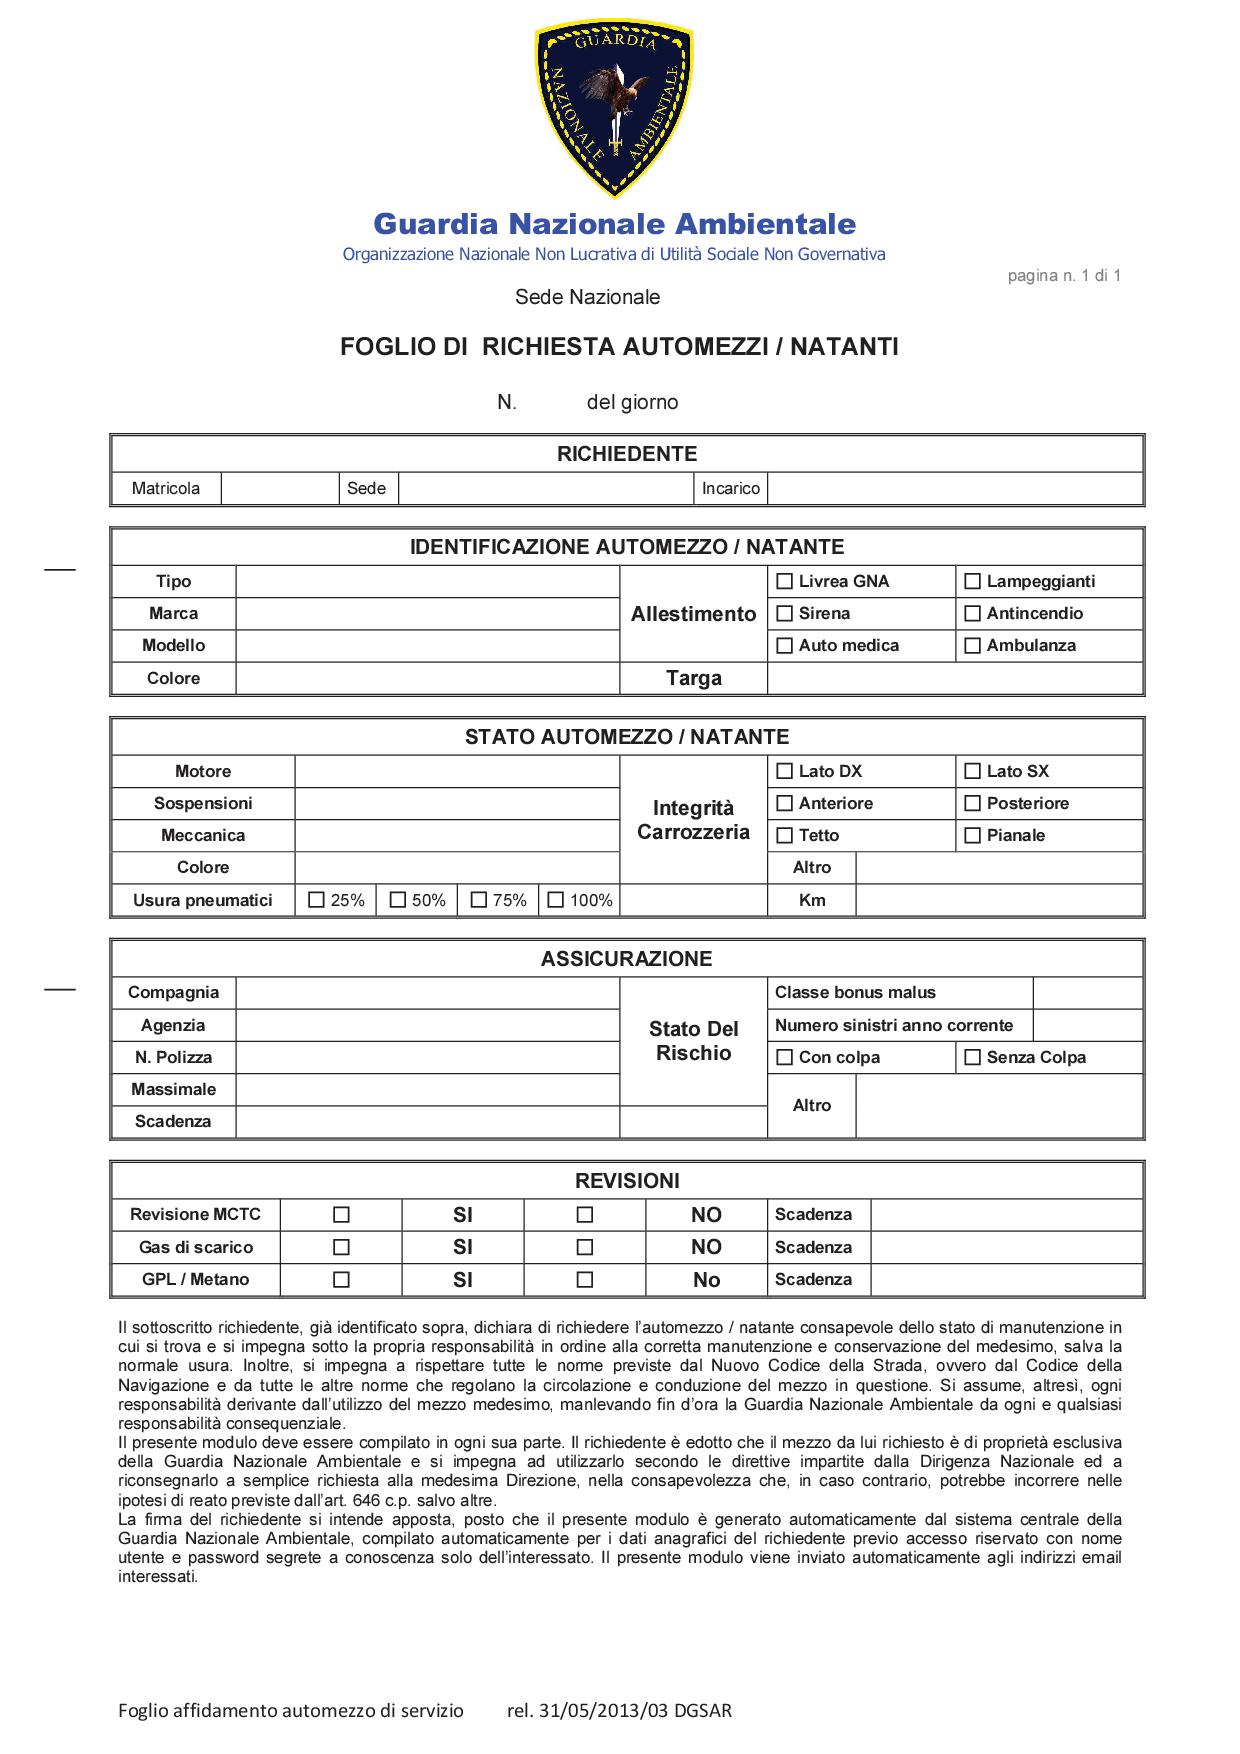 GUARDIA
NAZIONALE
AMBIENTALE
Guardia Nazionale Ambientale
Organizzazione Nazionale Non Lucrativa di Utilità Sociale Non Governativa
pagina n. 1 di 1
Sede Nazionale
FOGLIO DI RICHIESTA AUTOMEZZI / NATANTI
N. del giorno
RICHIEDENTE
Matricola Sede Incarico
IDENTIFICAZIONE AUTOMEZZO / NATANTE
Tipo Allestimento ☐ Livrea GNA ☐ Lampeggianti
Marca ☐ Sirena ☐ Antincendio
Modello ☐ Auto medica ☐ Ambulanza
Colore Targa
STATO AUTOMEZZO / NATANTE
Motore Integrità Carrozzeria ☐ Lato DX ☐ Lato SX
Sospensioni ☐ Anteriore ☐ Posteriore
Meccanica ☐ Tetto ☐ Pianale
Colore Altro
Usura pneumatici ☐ 25% ☐ 50% ☐ 75% ☐ 100% Km
ASSICURAZIONE
Compagnia Stato Del Rischio Classe bonus malus
Agenzia Numero sinistri anno corrente
N. Polizza ☐ Con colpa ☐ Senza Colpa
Massimale Altro
Scadenza
REVISIONI
Revisione MCTC ☐ SI ☐ NO Scadenza
Gas di scarico ☐ SI ☐ NO Scadenza
GPL / Metano ☐ SI ☐ No Scadenza
Il sottoscritto richiedente, già identificato sopra, dichiara di richiedere l’automezzo / natante consapevole dello stato di manutenzione in
cui si trova e si impegna sotto la propria responsabilità in ordine alla corretta manutenzione e conservazione del medesimo, salva la
normale usura. Inoltre, si impegna a rispettare tutte le norme previste dal Nuovo Codice della Strada, ovvero dal Codice della
Navigazione e da tutte le altre norme che regolano la circolazione e conduzione del mezzo in questione. Si assume, altresì, ogni
responsabilità derivante dall’utilizzo del mezzo medesimo, manlevando fin d’ora la Guardia Nazionale Ambientale da ogni e qualsiasi
responsabilità consequenziale.
Il presente modulo deve essere compilato in ogni sua parte. Il richiedente è edotto che il mezzo da lui richiesto è di proprietà esclusiva
della Guardia Nazionale Ambientale e si impegna ad utilizzarlo secondo le direttive impartite dalla Dirigenza Nazionale ed a
riconsegnarlo a semplice richiesta alla medesima Direzione, nella consapevolezza che, in caso contrario, potrebbe incorrere nelle
ipotesi di reato previste dall’art. 646 c.p. salvo altre.
La firma del richiedente si intende apposta, posto che il presente modulo è generato automaticamente dal sistema centrale della
Guardia Nazionale Ambientale, compilato automaticamente per i dati anagrafici del richiedente previo accesso riservato con nome
utente e password segrete a conoscenza solo dell’interessato. Il presente modulo viene inviato automaticamente agli indirizzi email
interessati.
Foglio affidamento automezzo di servizio rel. 31/05/2013/03 DGSAR